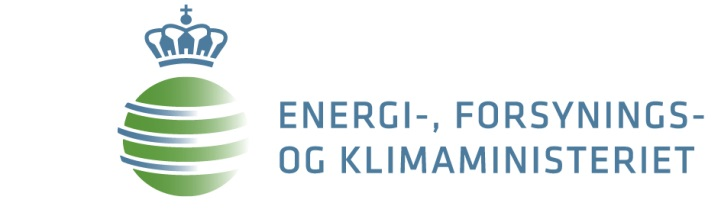 ENERGI-, FORSYNINGS-
OG KLIMAMINISTERIET